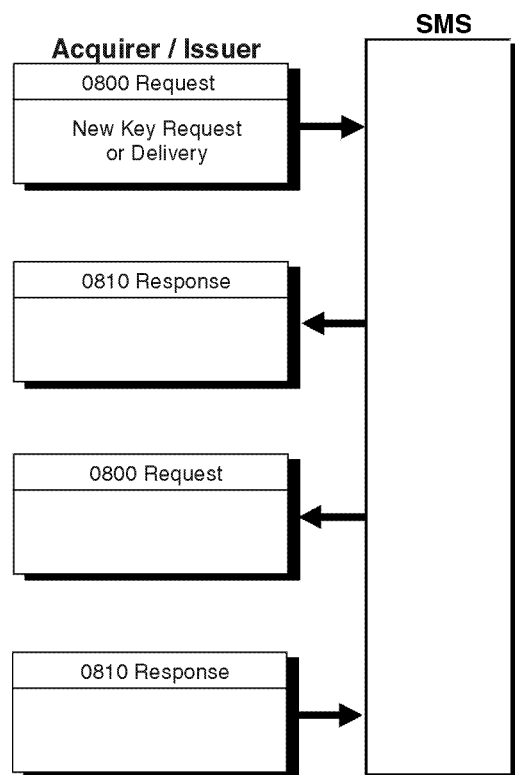 SMS
Acquirer / Issuer
0800 Request
New Key Request
or Delivery
0810 Response
0800 Request
0810 Response